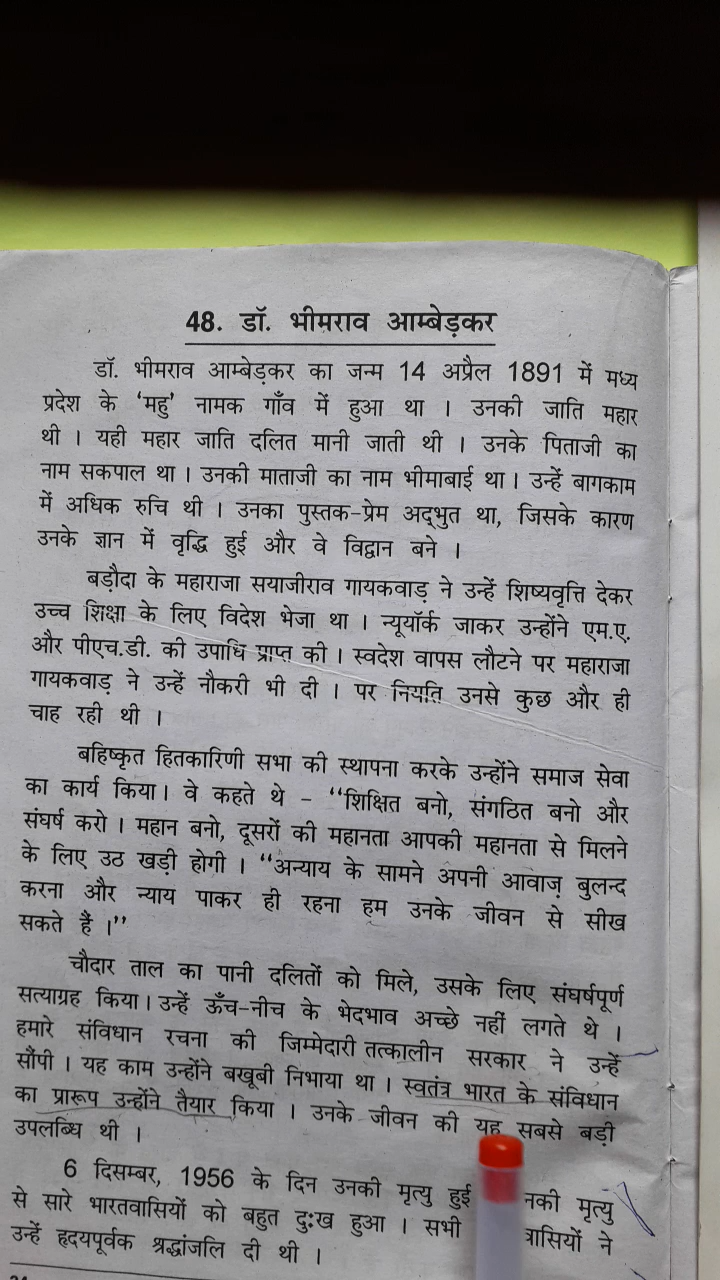 48. डॉ. भीमराव आम्बेड़कर
डॉ. भीमराव आम्बेड़कर का जन्म 14 अप्रैल 1891 में मध्य
प्रदेश के ‘महु’ नामक गाँव में हुआ था । उनकी जाति महार
थी । यही महार जाति दलित मानी जाती थी । उनके पिताजी का
नाम सकपाल था । उनकी माताजी का नाम भीमाबाई था । उन्हें बागकाम
में अधिक रुचि थी । उनका पुस्तक-प्रेम अद्‌भुत था, जिसके कारण
उनके ज्ञान में वृद्धि हुई और वे विद्वान बने ।
बड़ौदा के महाराजा सयाजीराव गायकवाड़ ने उन्हें शिष्यवृत्ति देकर
उच्च शिक्षा के लिए विदेश भेजा था । न्यूयॉर्क जाकर उन्होंने एम.ए.
और पीएच.डी. की उपाधि प्राप्त की । स्वदेश वापस लौटने पर महाराजा
गायकवाड़ ने उन्हें नौकरी भी दी । पर नियति उनसे कुछ और ही
चाह रही थी ।
बहिष्कृत हितकारिणी सभा की स्थापना करके उन्होंने समाज सेवा
का कार्य किया। वे कहते थे – ‘‘शिक्षित बनो, संगठित बनो और
संघर्ष करो । महान बनो, दूसरों की महानता आपकी महानता से मिलने
के लिए उठ खड़ी होगी । ‘‘अन्याय के सामने अपनी आवाज़ बुलन्द
करना और न्याय पाकर ही रहना हम उनके जीवन से सीख
सकते हैं ।’’
चौदार ताल का पानी दलितों को मिले, उसके लिए संघर्षपूर्ण
सत्याग्रह किया। उन्हें ऊँच-नीच के भेदभाव अच्छे नहीं लगते थे ।
हमारे संविधान रचना की जिम्मेदारी तत्कालीन सरकार ने उन्हें
सौंपी । यह काम उन्होंने बखूबी निभाया था । स्वतंत्र भारत के संविधान
का प्रारूप उन्होंने तैयार किया । उनके जीवन की यह सबसे बड़ी
उपलब्धि थी ।
6 दिसम्बर, 1956 के दिन उनकी मृत्यु हुई नकी मृत्यु
से सारे भारतवासियों को बहुत दुःख हुआ । सभी वासियों ने
उन्हें हृदयपूर्वक श्रद्धांजलि दी थी ।